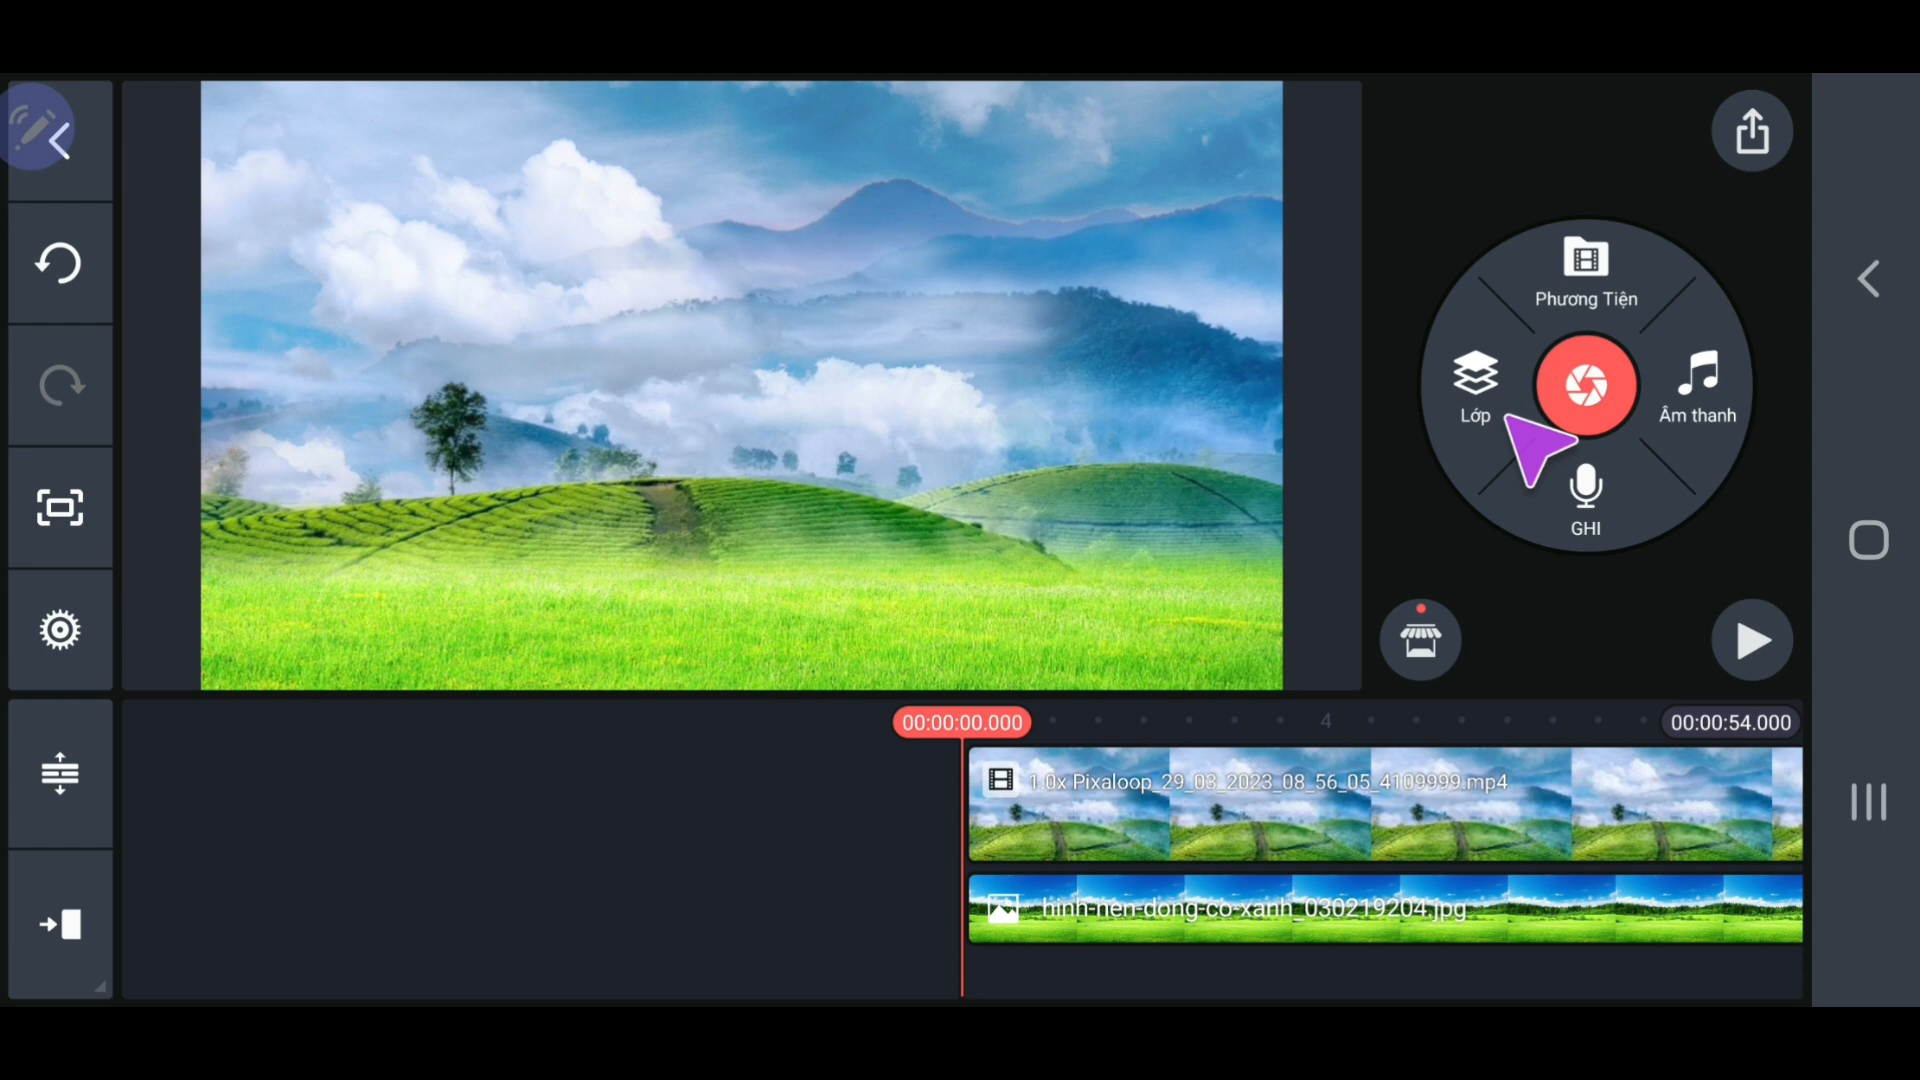 Phương Tiện
Lớp
Âm thanh
GHI
00:00:00.000
4
00:00:54.000
1.0x Pixaloop_29_03_2023_08_56_05_4109999.mp4
hinh-nen-dong-co-xanh_030219204.jpg